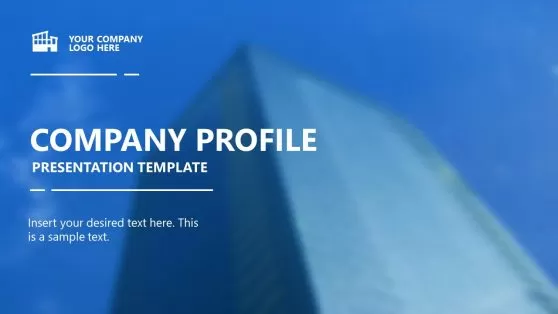 YOUR COMPANY
LOGO HERE
COMPANY PROFILE
PRESENTATION TEMPLATE
Insert your desired text here. This
is a sample text.